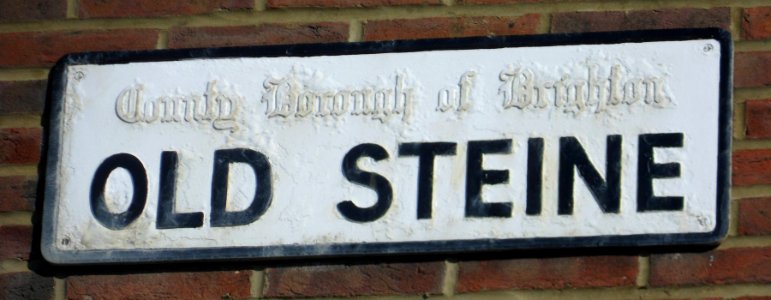 County Borough of Brighton
OLD STEINE